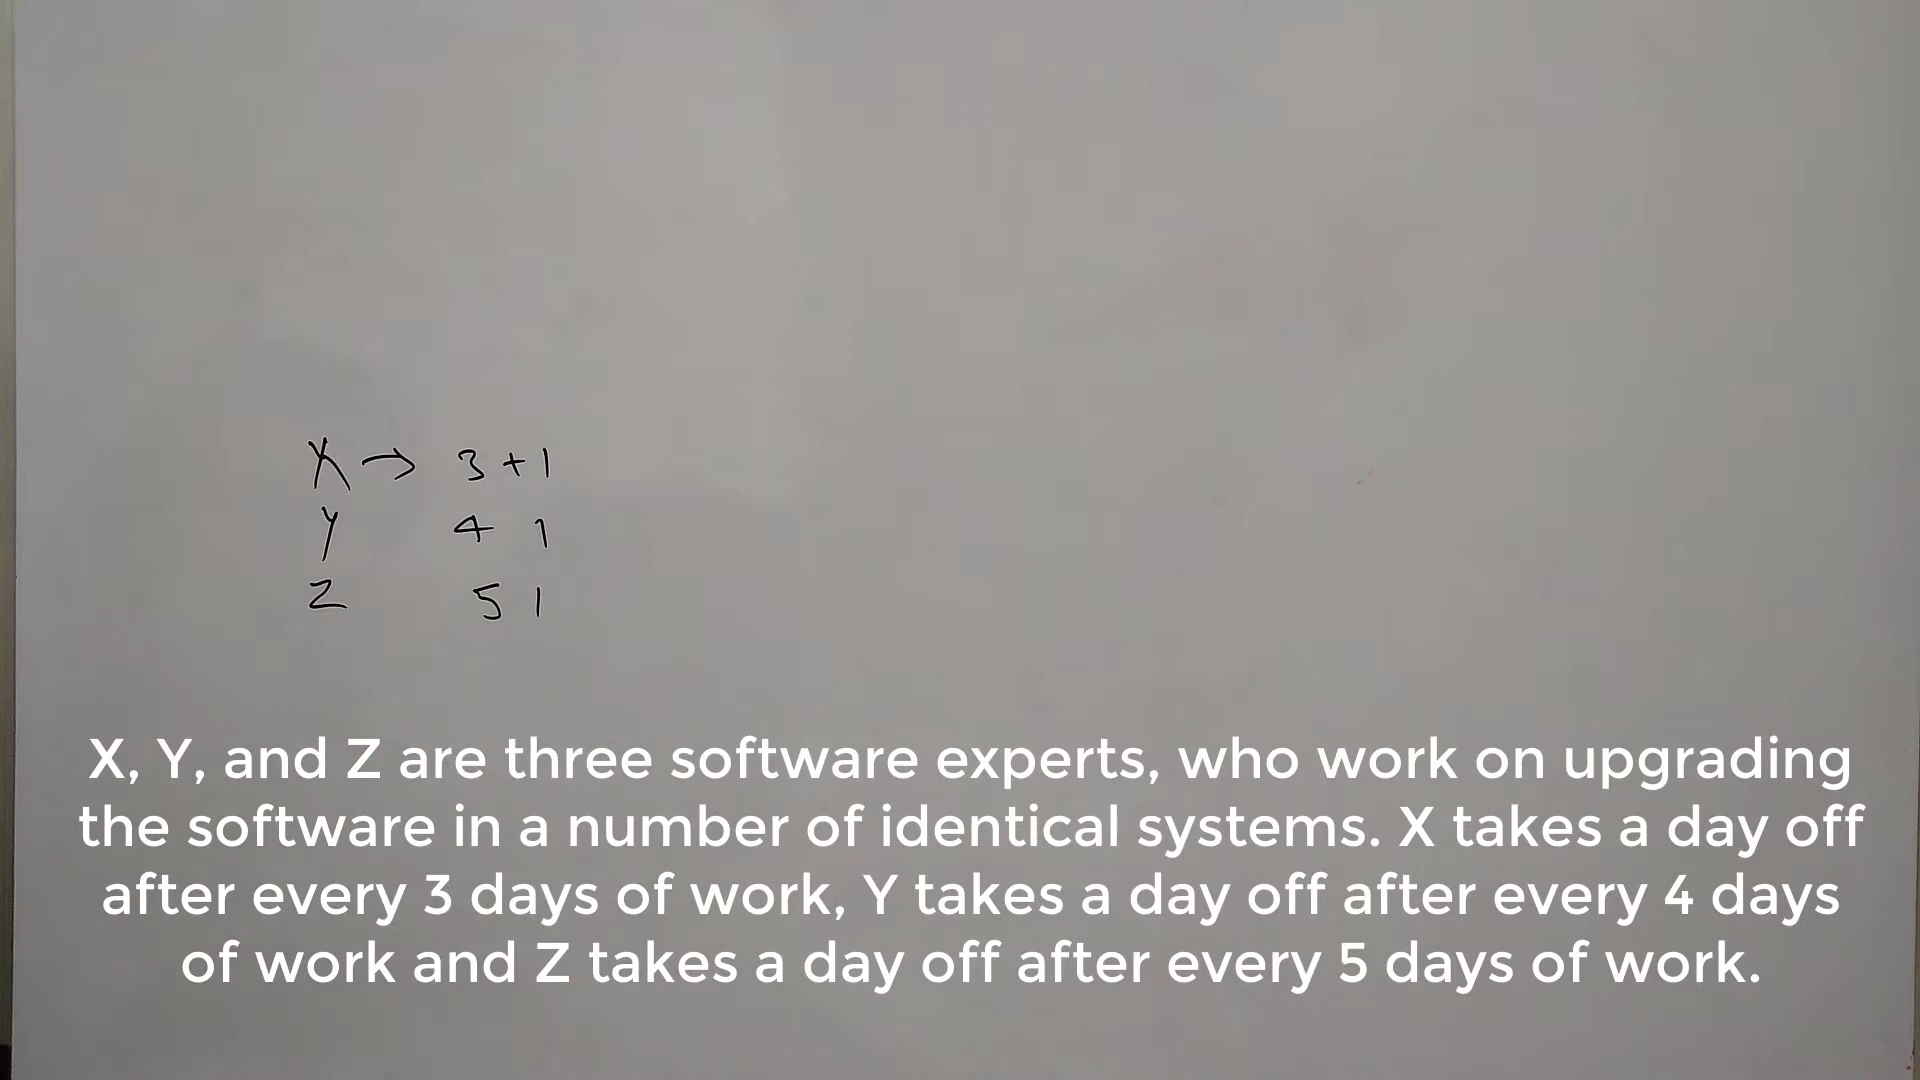 X → 3 + 1
Y 4 1
Z 5 1
X, Y, and Z are three software experts, who work on upgrading
the software in a number of identical systems. X takes a day off
after every 3 days of work, Y takes a day off after every 4 days
of work and Z takes a day off after every 5 days of work.